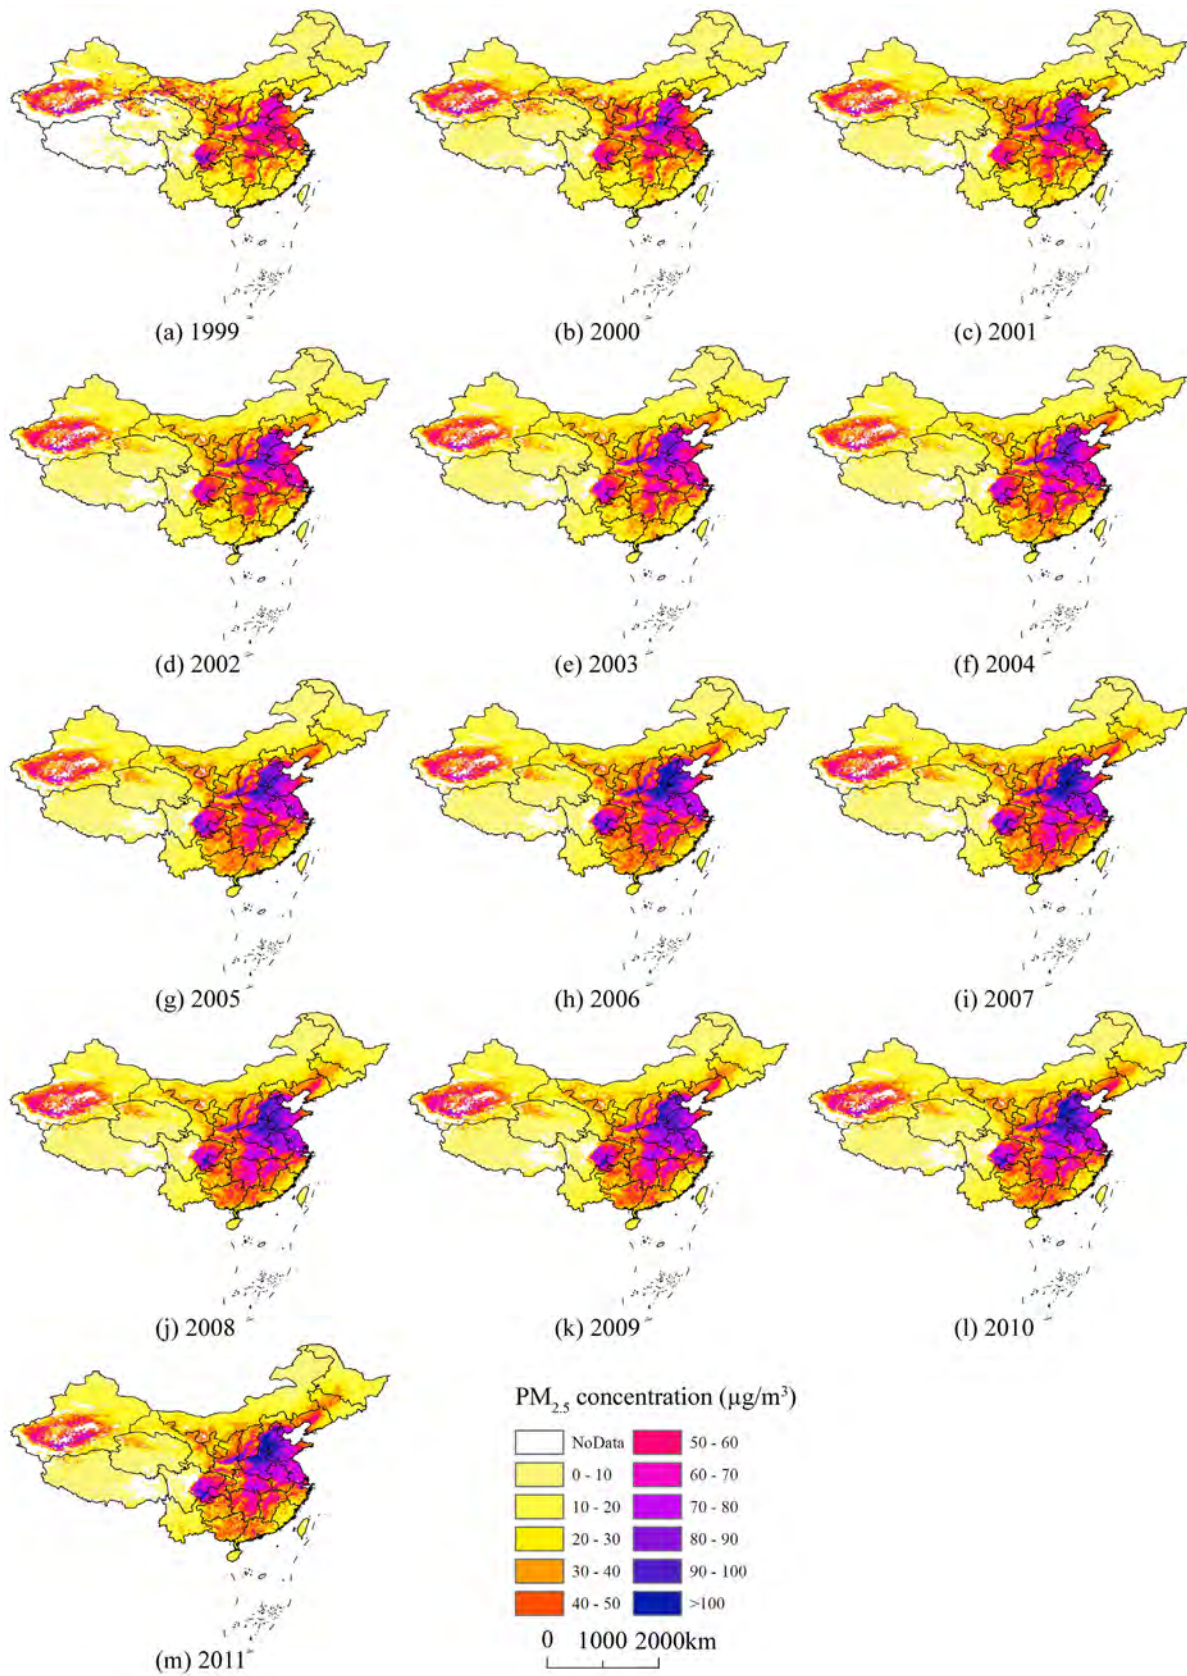 (a) 1999
(b) 2000
(c) 2001
(d) 2002
(e) 2003
(f) 2004
(g) 2005
(h) 2006
(i) 2007
(j) 2008
(k) 2009
(l) 2010
(m) 2011
PM2.5 concentration (µg/m³)
NoData
0 - 10
10 - 20
20 - 30
30 - 40
40 - 50
50 - 60
60 - 70
70 - 80
80 - 90
90 - 100
>100
0 1000 2000km